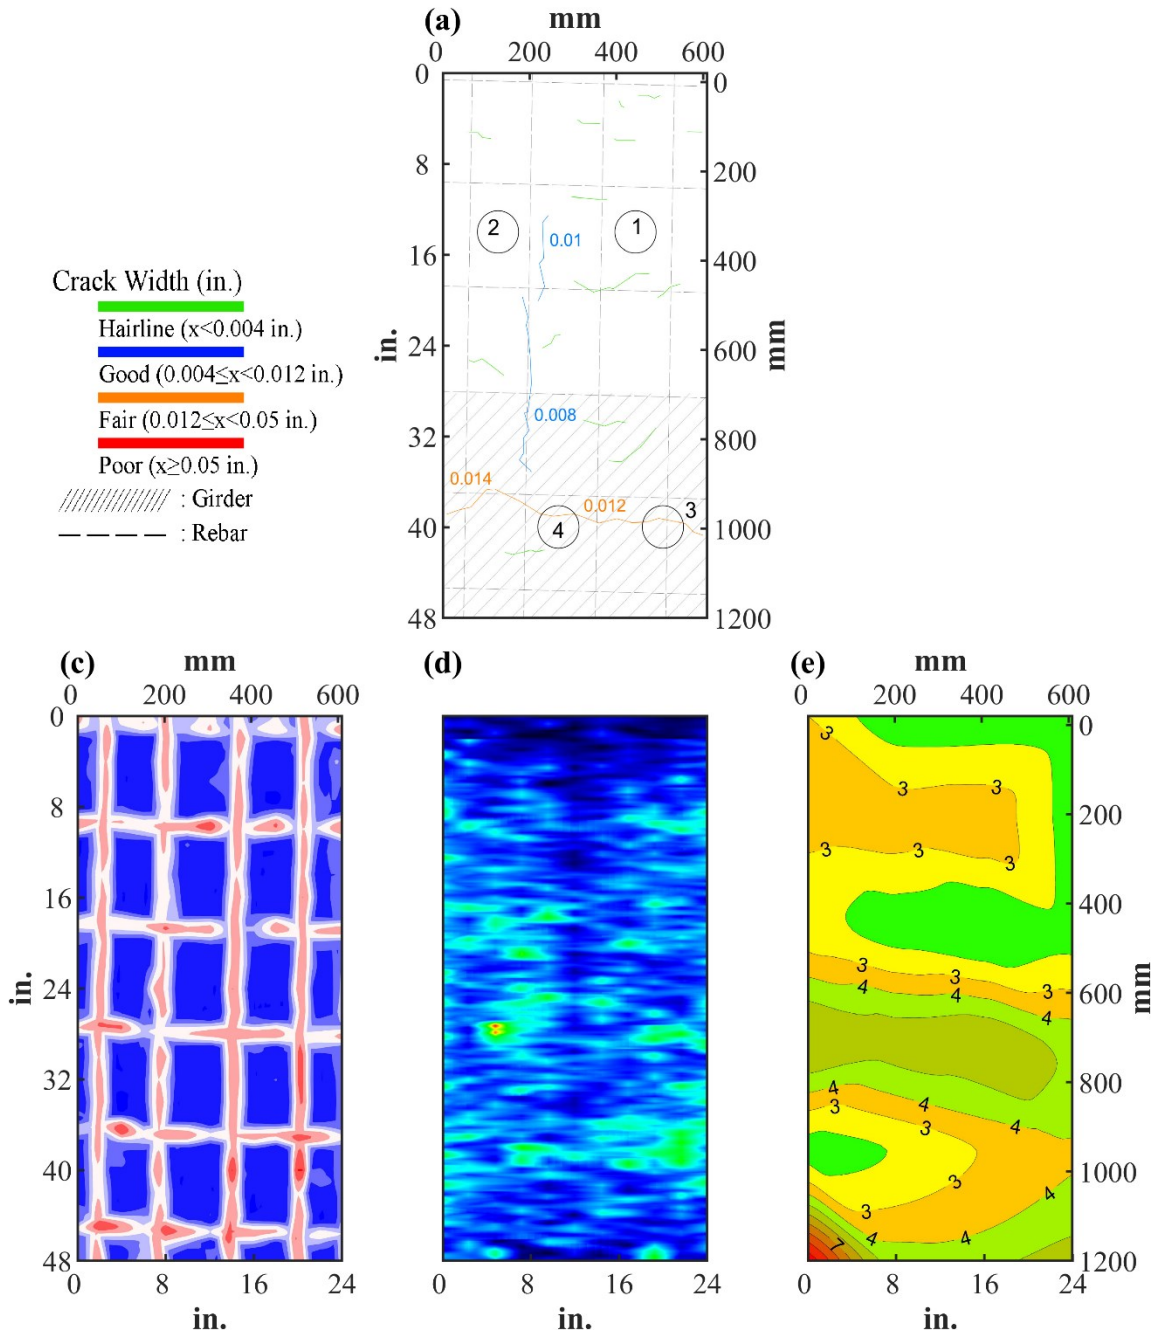 (a)
mm
0 200 400 600
0
8
16
24
32
40
48
in.
0
200
400
600
800
1000
1200
mm
2
1
0.01
0.008
0.014
0.012
3
4
Crack Width (in.)
Hairline (x<0.004 in.)
Good (0.004≤x<0.012 in.)
Fair (0.012≤x<0.05 in.)
Poor (x≥0.05 in.)
: Girder
: Rebar
(c)
mm
0 200 400 600
0
8
16
24
32
40
48
in.
0 8 16 24
in.
(d)
0 8 16 24
in.
(e)
mm
0 200 400 600
0
200
400
600
800
1000
1200
mm
3
3 3
3 3 3
3 3 3
4 4 4
4 4 4
3 3
3 4
3
4 4
7
0 8 16 24
in.